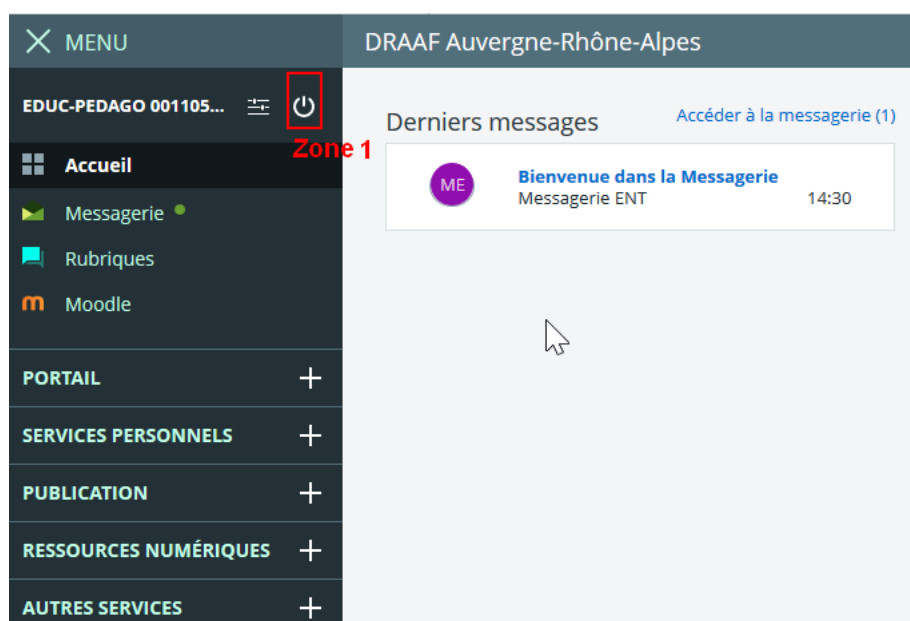 MENU
DRAAF Auvergne-Rhône-Alpes
EDUC-PEDAGO 001105...
Zone 1
Accueil
Messagerie
Rubriques
Moodle
PORTAIL
SERVICES PERSONNELS
PUBLICATION
RESSOURCES NUMÉRIQUES
AUTRES SERVICES
Derniers messages
Accéder à la messagerie (1)
ME
Bienvenue dans la Messagerie
Messagerie ENT 14:30